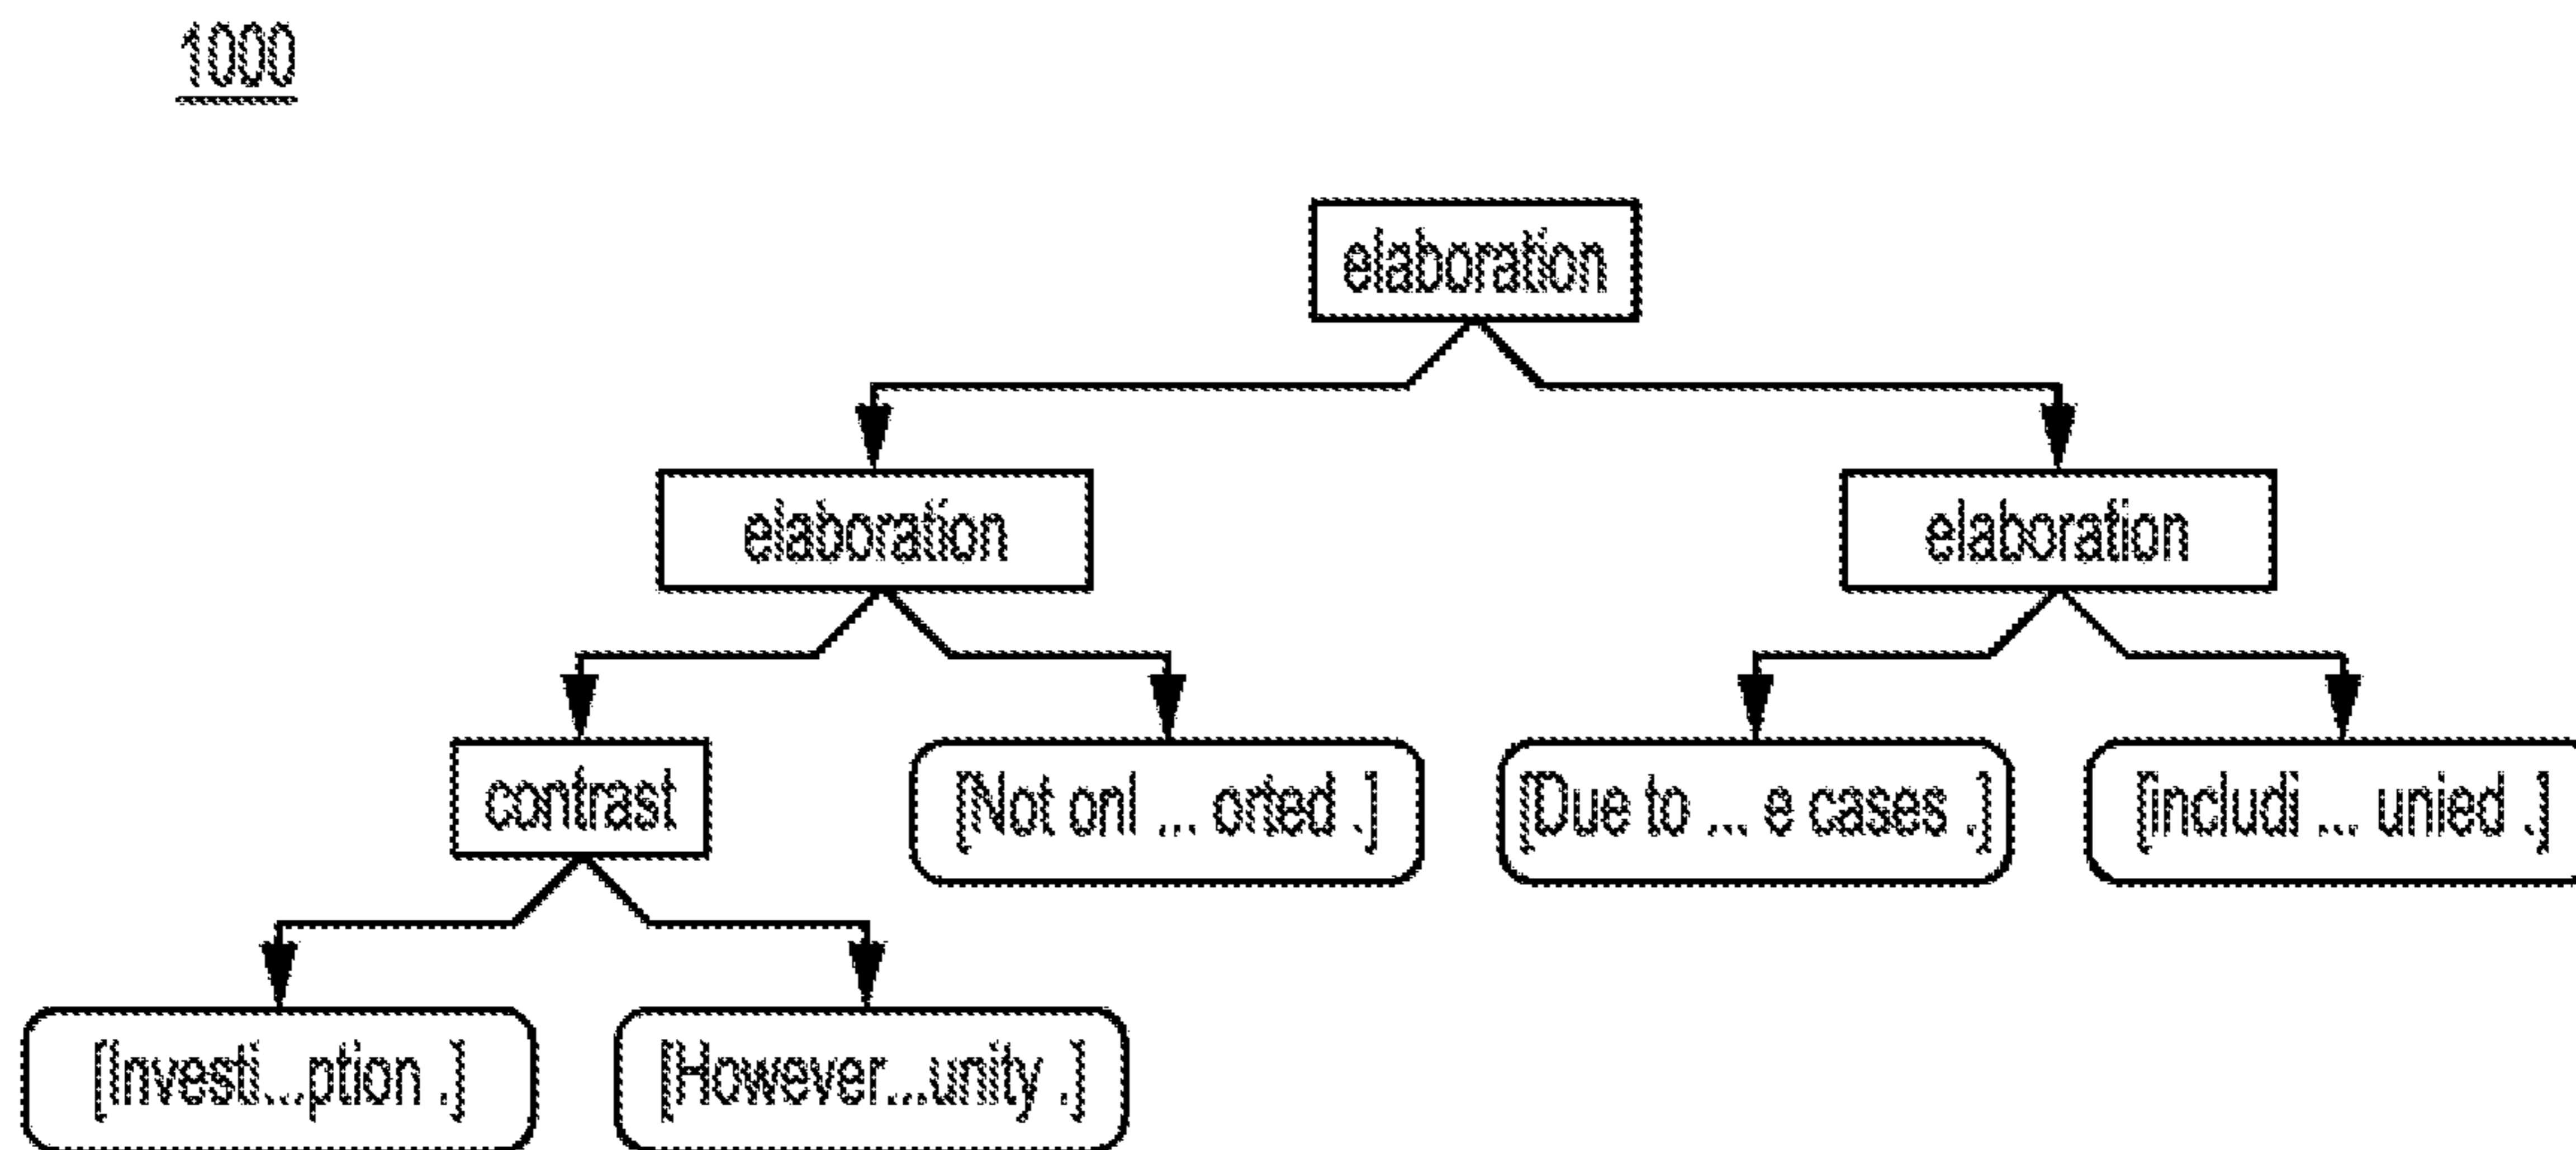 1000
elaboration
elaboration
elaboration
contrast
[Not onl ... orted .]
[Due to ... e cases .]
[includi ... unied .]
[Investi...ption .]
[However...unity .]